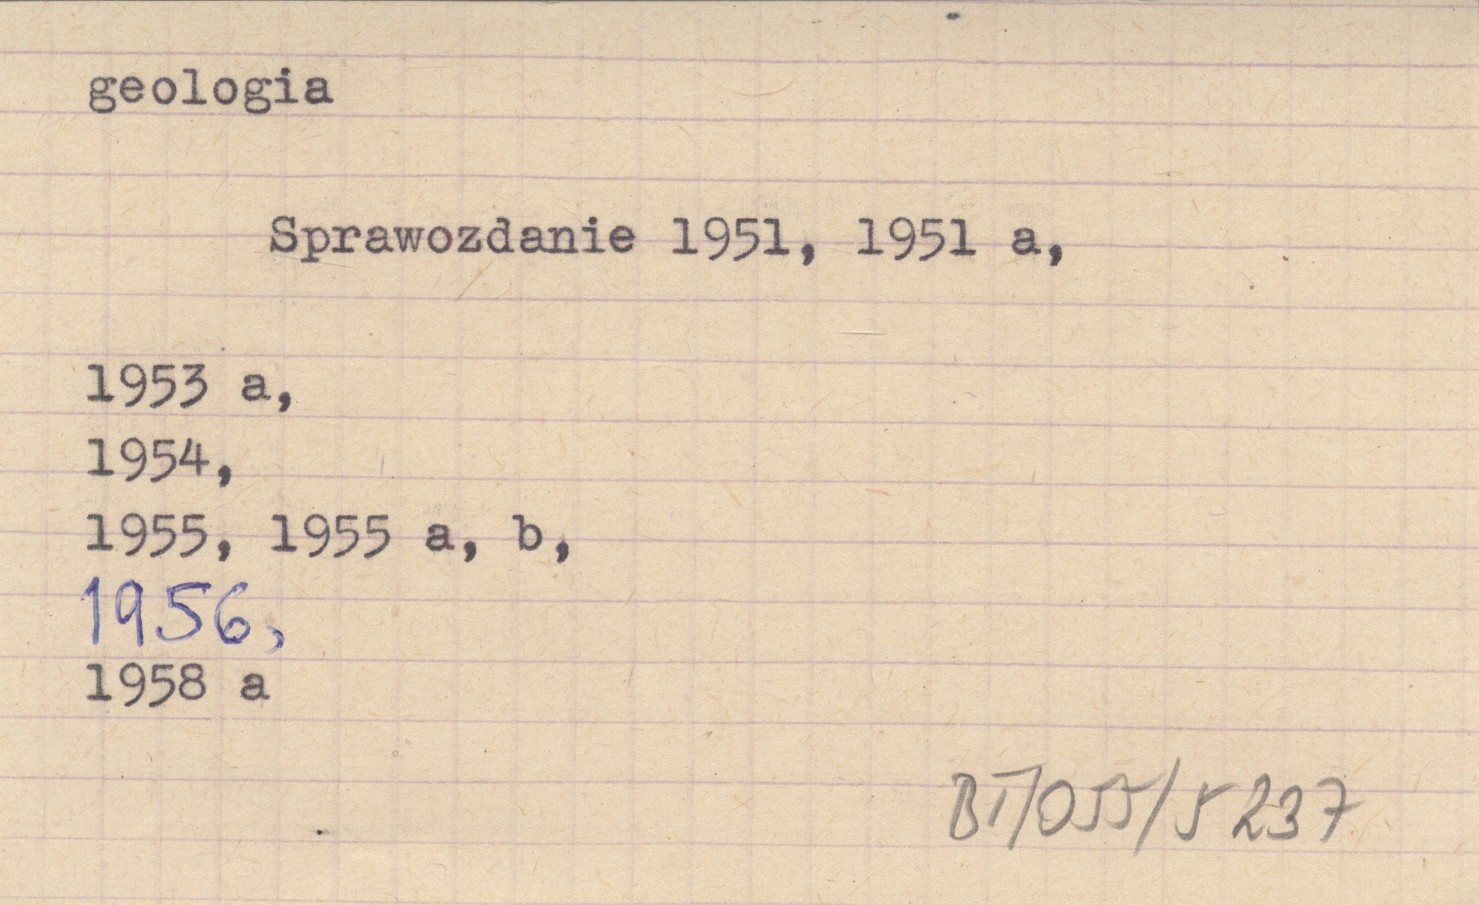 geologia
Sprawozdanie 1951, 1951 a,
1953 a,
1954,
1955, 1955 a, b,
1956,
1958 a
BT/055/5237